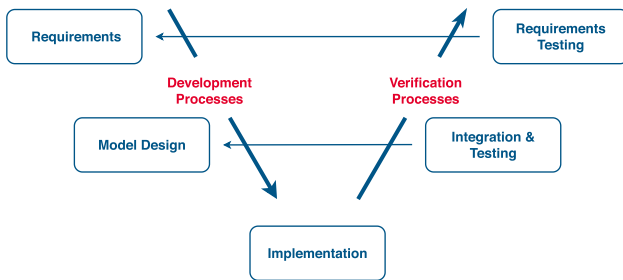 Requirements
Requirements
Testing
Development
Processes
Verification
Processes
Model Design
Integration &
Testing
Implementation